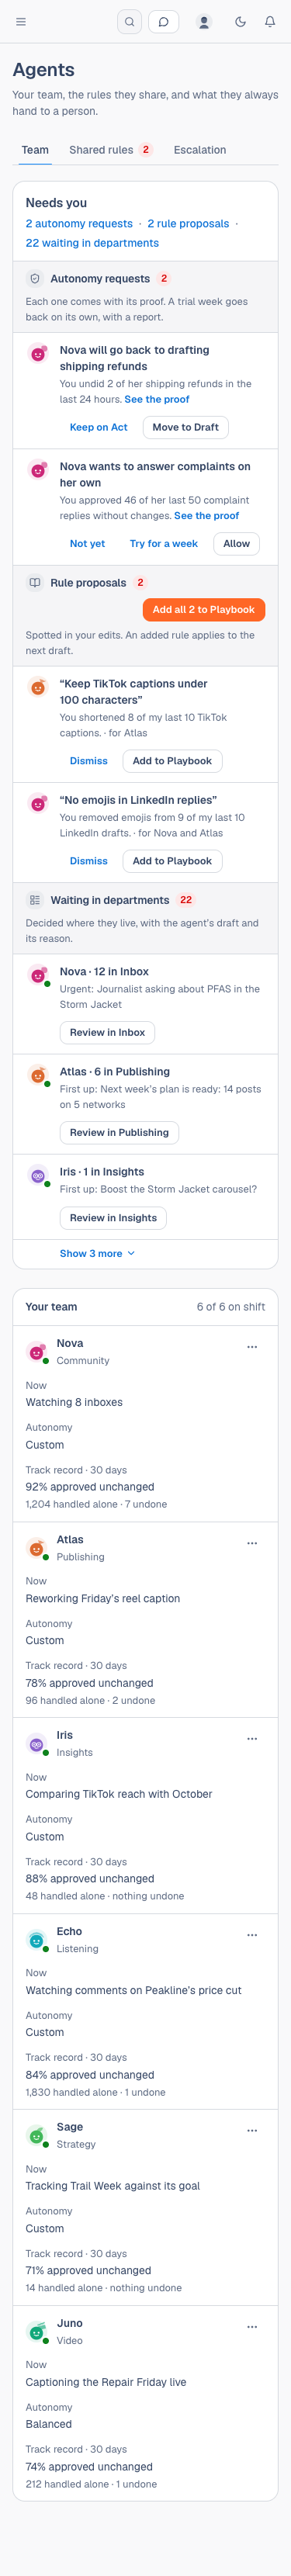 Agents
Your team, the rules they share, and what they always
hand to a person.
Team
Shared rules 2
Escalation
Needs you
2 autonomy requests · 2 rule proposals ·
22 waiting in departments
Autonomy requests 2
Each one comes with its proof. A trial week goes
back on its own, with a report.
Nova will go back to drafting
shipping refunds
You undid 2 of her shipping refunds in the
last 24 hours. See the proof
Keep on Act
Move to Draft
Nova wants to answer complaints on
her own
You approved 46 of her last 50 complaint
replies without changes. See the proof
Not yet
Try for a week
Allow
Rule proposals 2
Add all 2 to Playbook
Spotted in your edits. An added rule applies to the
next draft.
“Keep TikTok captions under
100 characters”
You shortened 8 of my last 10 TikTok
captions. · for Atlas
Dismiss
Add to Playbook
“No emojis in LinkedIn replies”
You removed emojis from 9 of my last 10
LinkedIn drafts. · for Nova and Atlas
Dismiss
Add to Playbook
Waiting in departments 22
Decided where they live, with the agent’s draft and
its reason.
Nova · 12 in Inbox
Urgent: Journalist asking about PFAS in the
Storm Jacket
Review in Inbox
Atlas · 6 in Publishing
First up: Next week’s plan is ready: 14 posts
on 5 networks
Review in Publishing
Iris · 1 in Insights
First up: Boost the Storm Jacket carousel?
Review in Insights
Show 3 more
Your team
6 of 6 on shift
Nova
Community
Now
Watching 8 inboxes
Autonomy
Custom
Track record · 30 days
92% approved unchanged
1,204 handled alone · 7 undone
Atlas
Publishing
Now
Reworking Friday’s reel caption
Autonomy
Custom
Track record · 30 days
78% approved unchanged
96 handled alone · 2 undone
Iris
Insights
Now
Comparing TikTok reach with October
Autonomy
Custom
Track record · 30 days
88% approved unchanged
48 handled alone · nothing undone
Echo
Listening
Now
Watching comments on Peakline’s price cut
Autonomy
Custom
Track record · 30 days
84% approved unchanged
1,830 handled alone · 1 undone
Sage
Strategy
Now
Tracking Trail Week against its goal
Autonomy
Custom
Track record · 30 days
71% approved unchanged
14 handled alone · nothing undone
Juno
Video
Now
Captioning the Repair Friday live
Autonomy
Balanced
Track record · 30 days
74% approved unchanged
212 handled alone · 1 undone